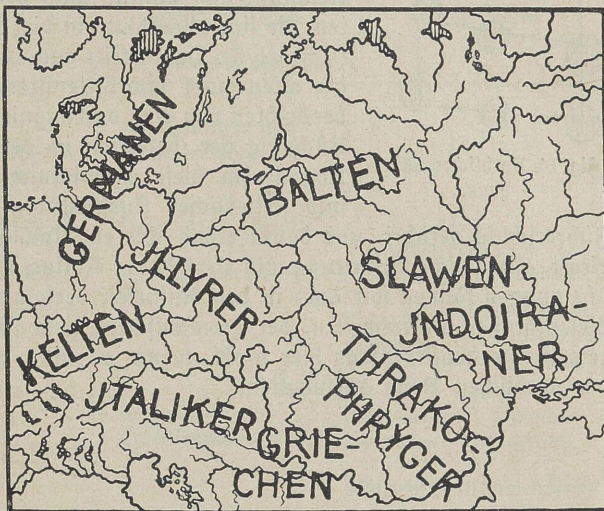 GERMANEN
BALTEN
JLLYRER
SLAWEN
JNDOJRA-
NER
KELTEN
THRAKO-
PHRYGER
JTALIKER
GRIE-
CHEN